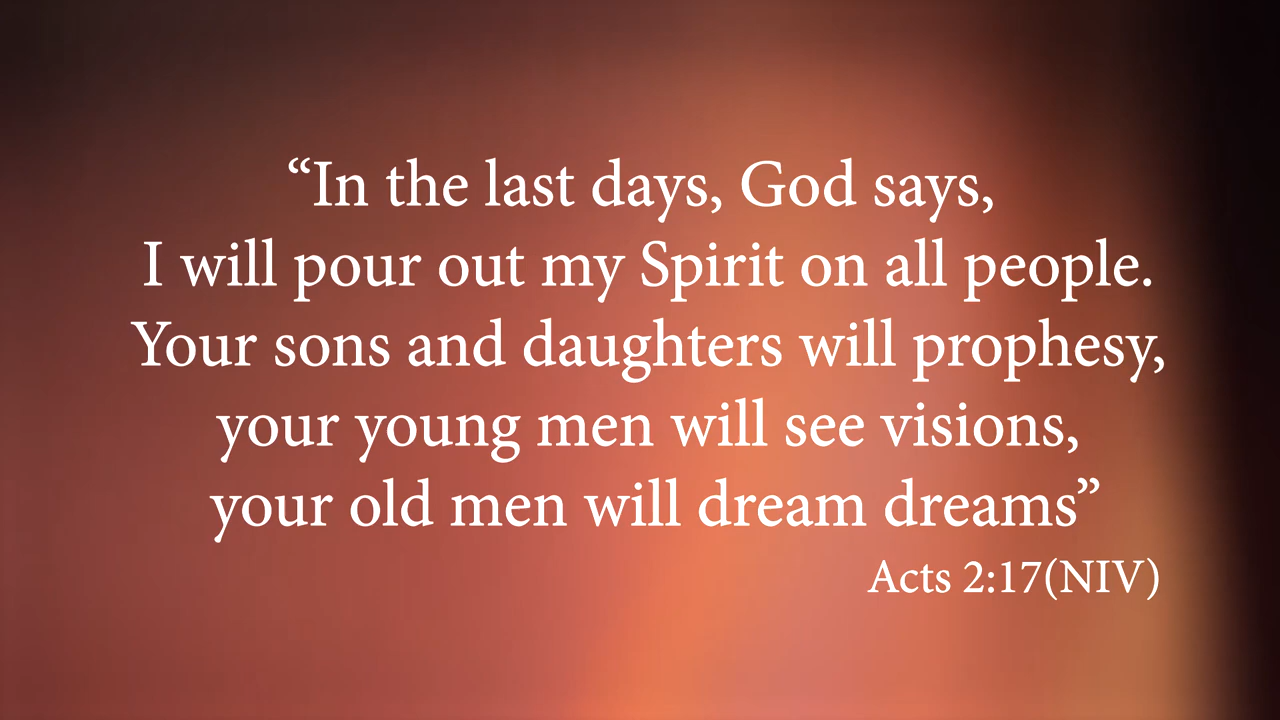 “In the last days, God says,
I will pour out my Spirit on all people.
Your sons and daughters will prophesy,
your young men will see visions,
your old men will dream dreams”
Acts 2:17(NIV)